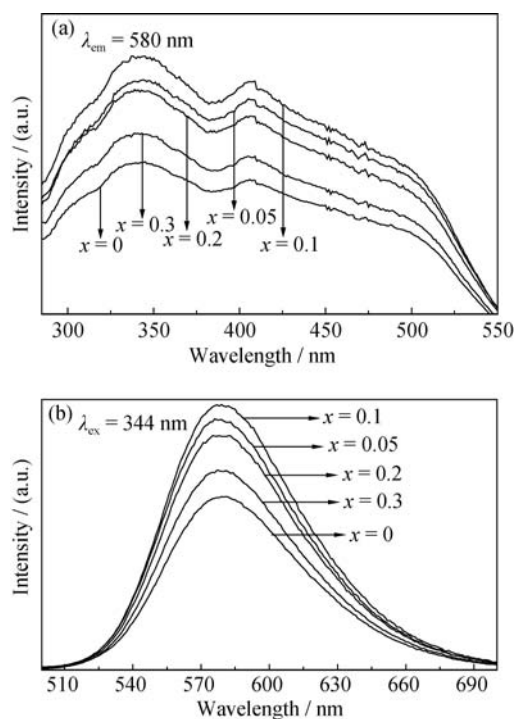 (a)
λem = 580 nm
Intensity / (a.u.)
x = 0
x = 0.3
x = 0.2
x = 0.05
x = 0.1
300 350 400 450 500 550
Wavelength / nm
(b)
λex = 344 nm
Intensity / (a.u.)
x = 0.1
x = 0.05
x = 0.2
x = 0.3
x = 0
510 540 570 600 630 660 690
Wavelength / nm